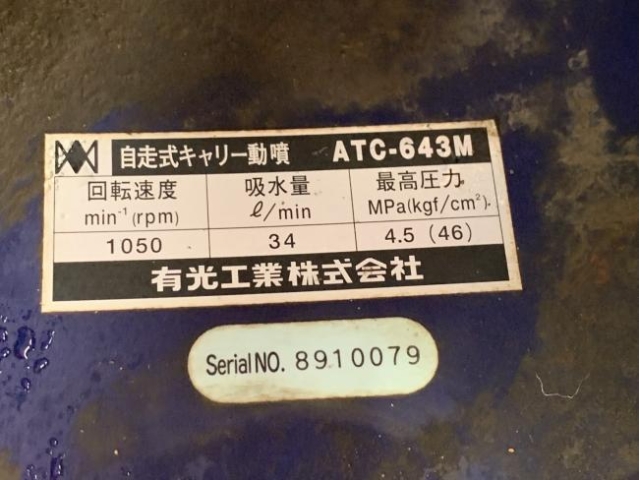 自走式キャリー動噴 ATC-643M
回転速度 吸水量 最高圧力
min⁻¹(rpm) ℓ/min MPa(kgf/cm²).
1050 34 4.5 (46)
有光工業株式会社
Serial NO. 8910079